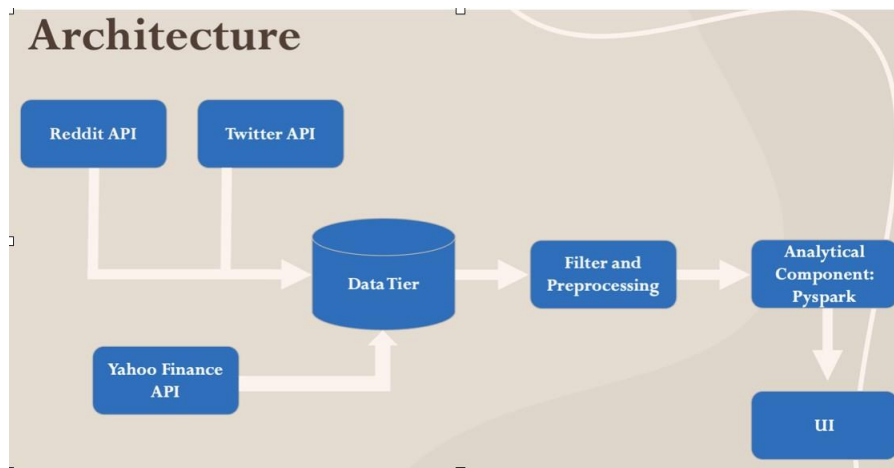 Architecture
Reddit API
Twitter API
Data Tier
Filter and
Preprocessing
Analytical
Component:
Pyspark
Yahoo Finance
API
UI